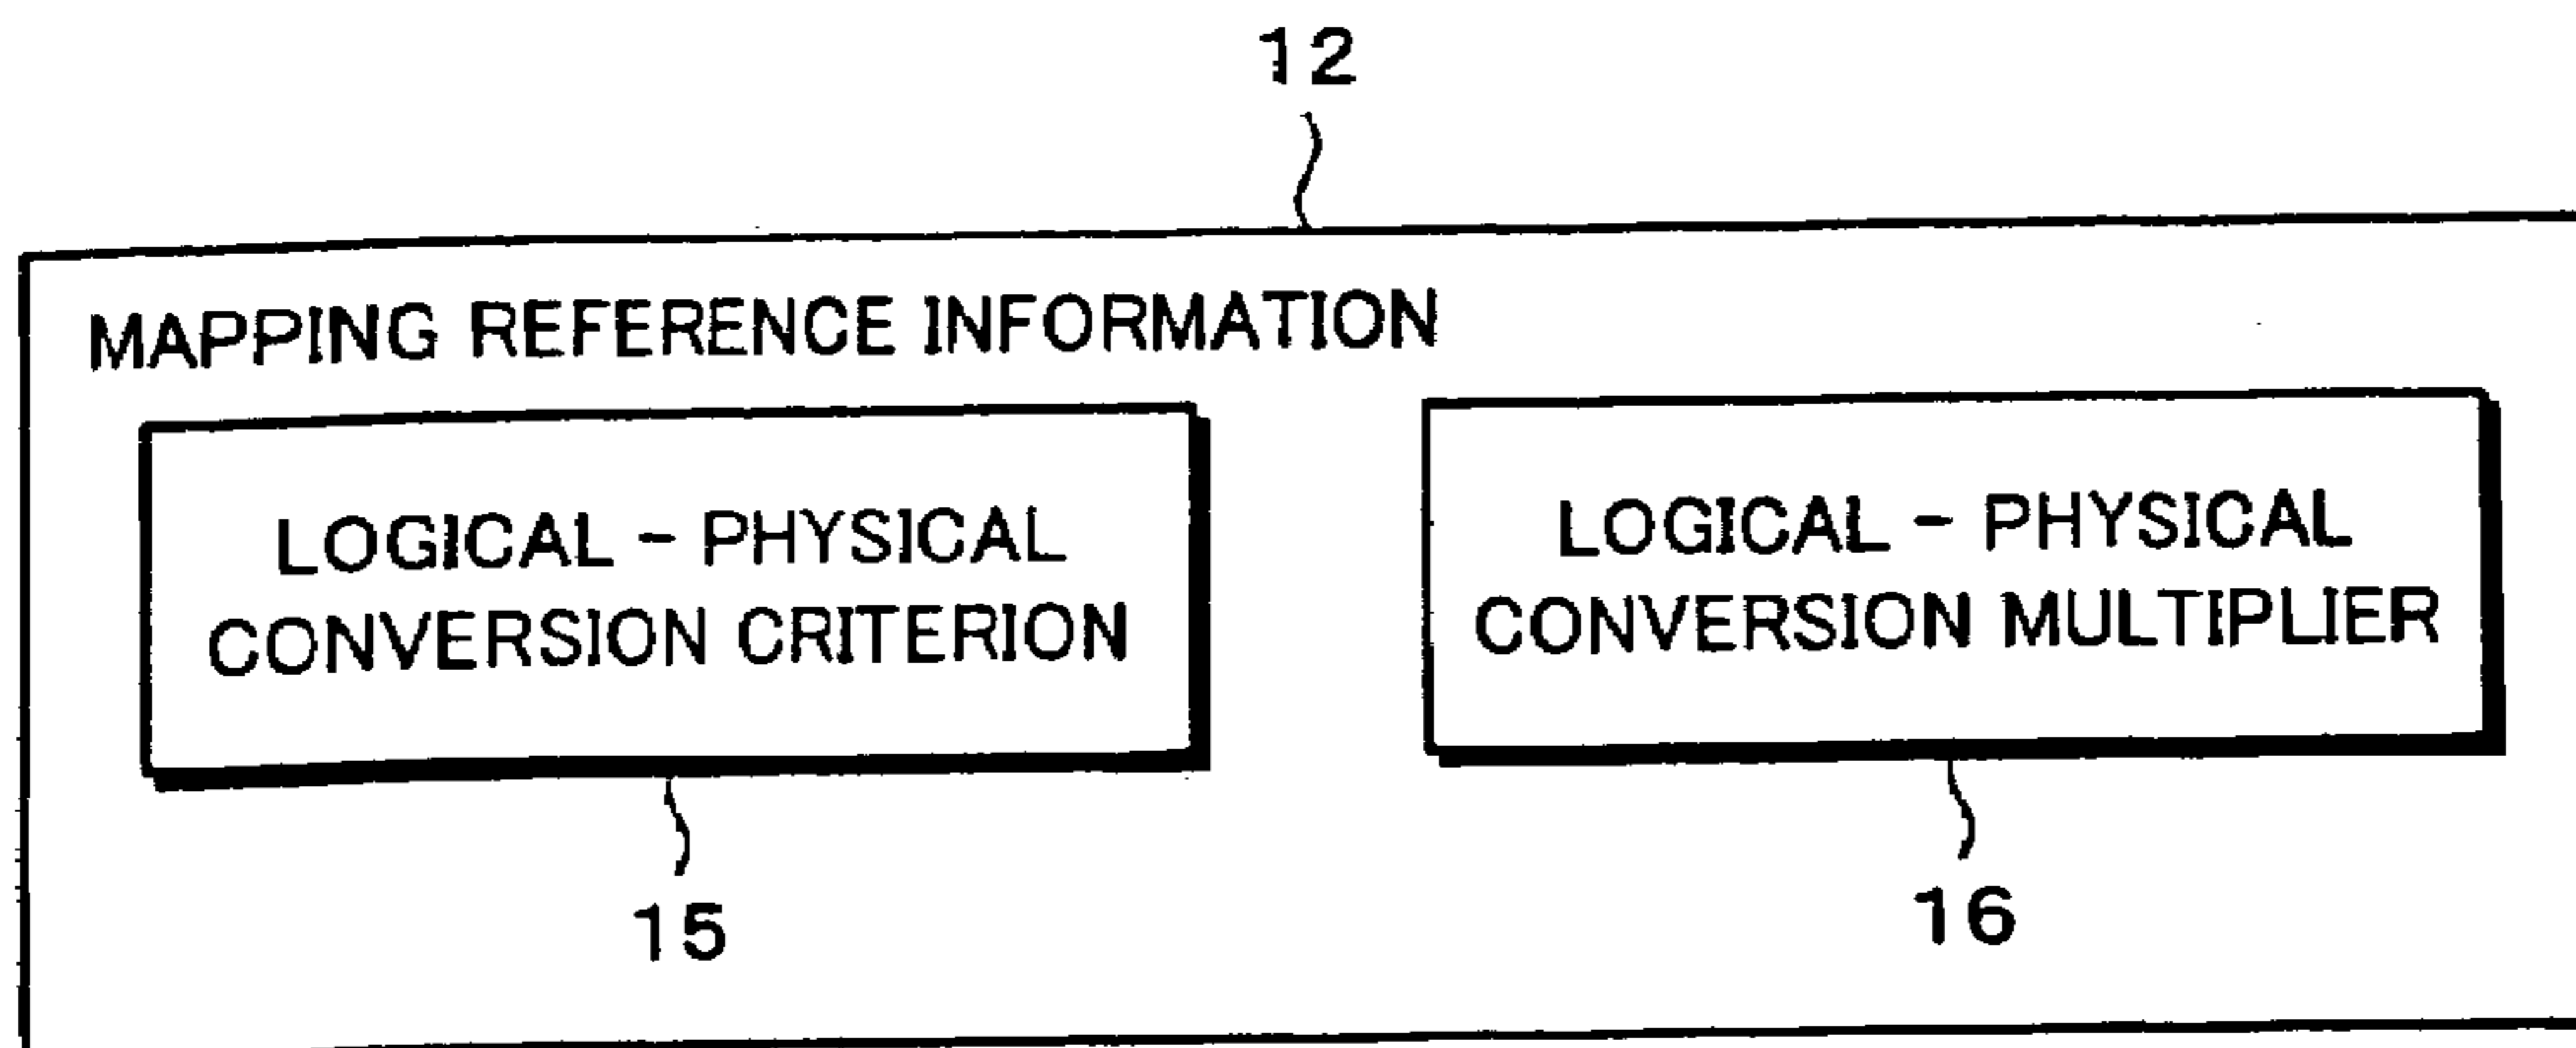 12
MAPPING REFERENCE INFORMATION
LOGICAL - PHYSICAL
CONVERSION CRITERION
LOGICAL - PHYSICAL
CONVERSION MULTIPLIER
15
16